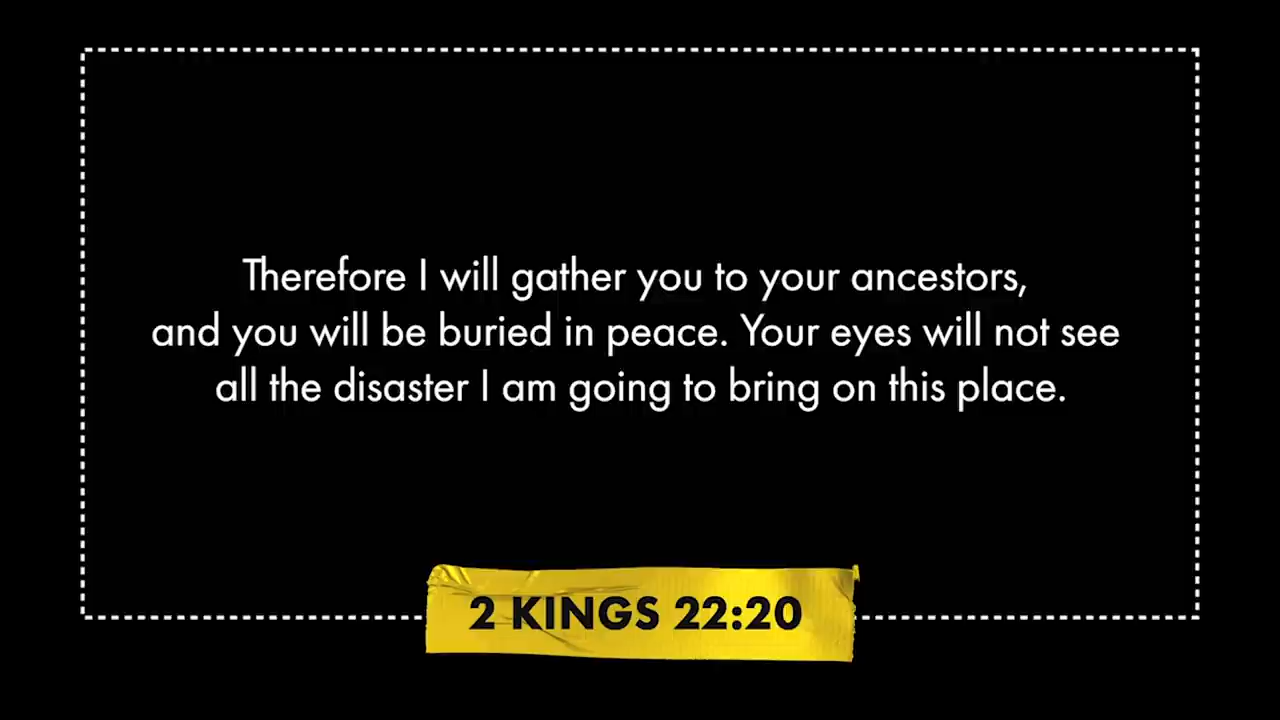 Therefore I will gather you to your ancestors,
and you will be buried in peace. Your eyes will not see
all the disaster I am going to bring on this place.
2 KINGS 22:20